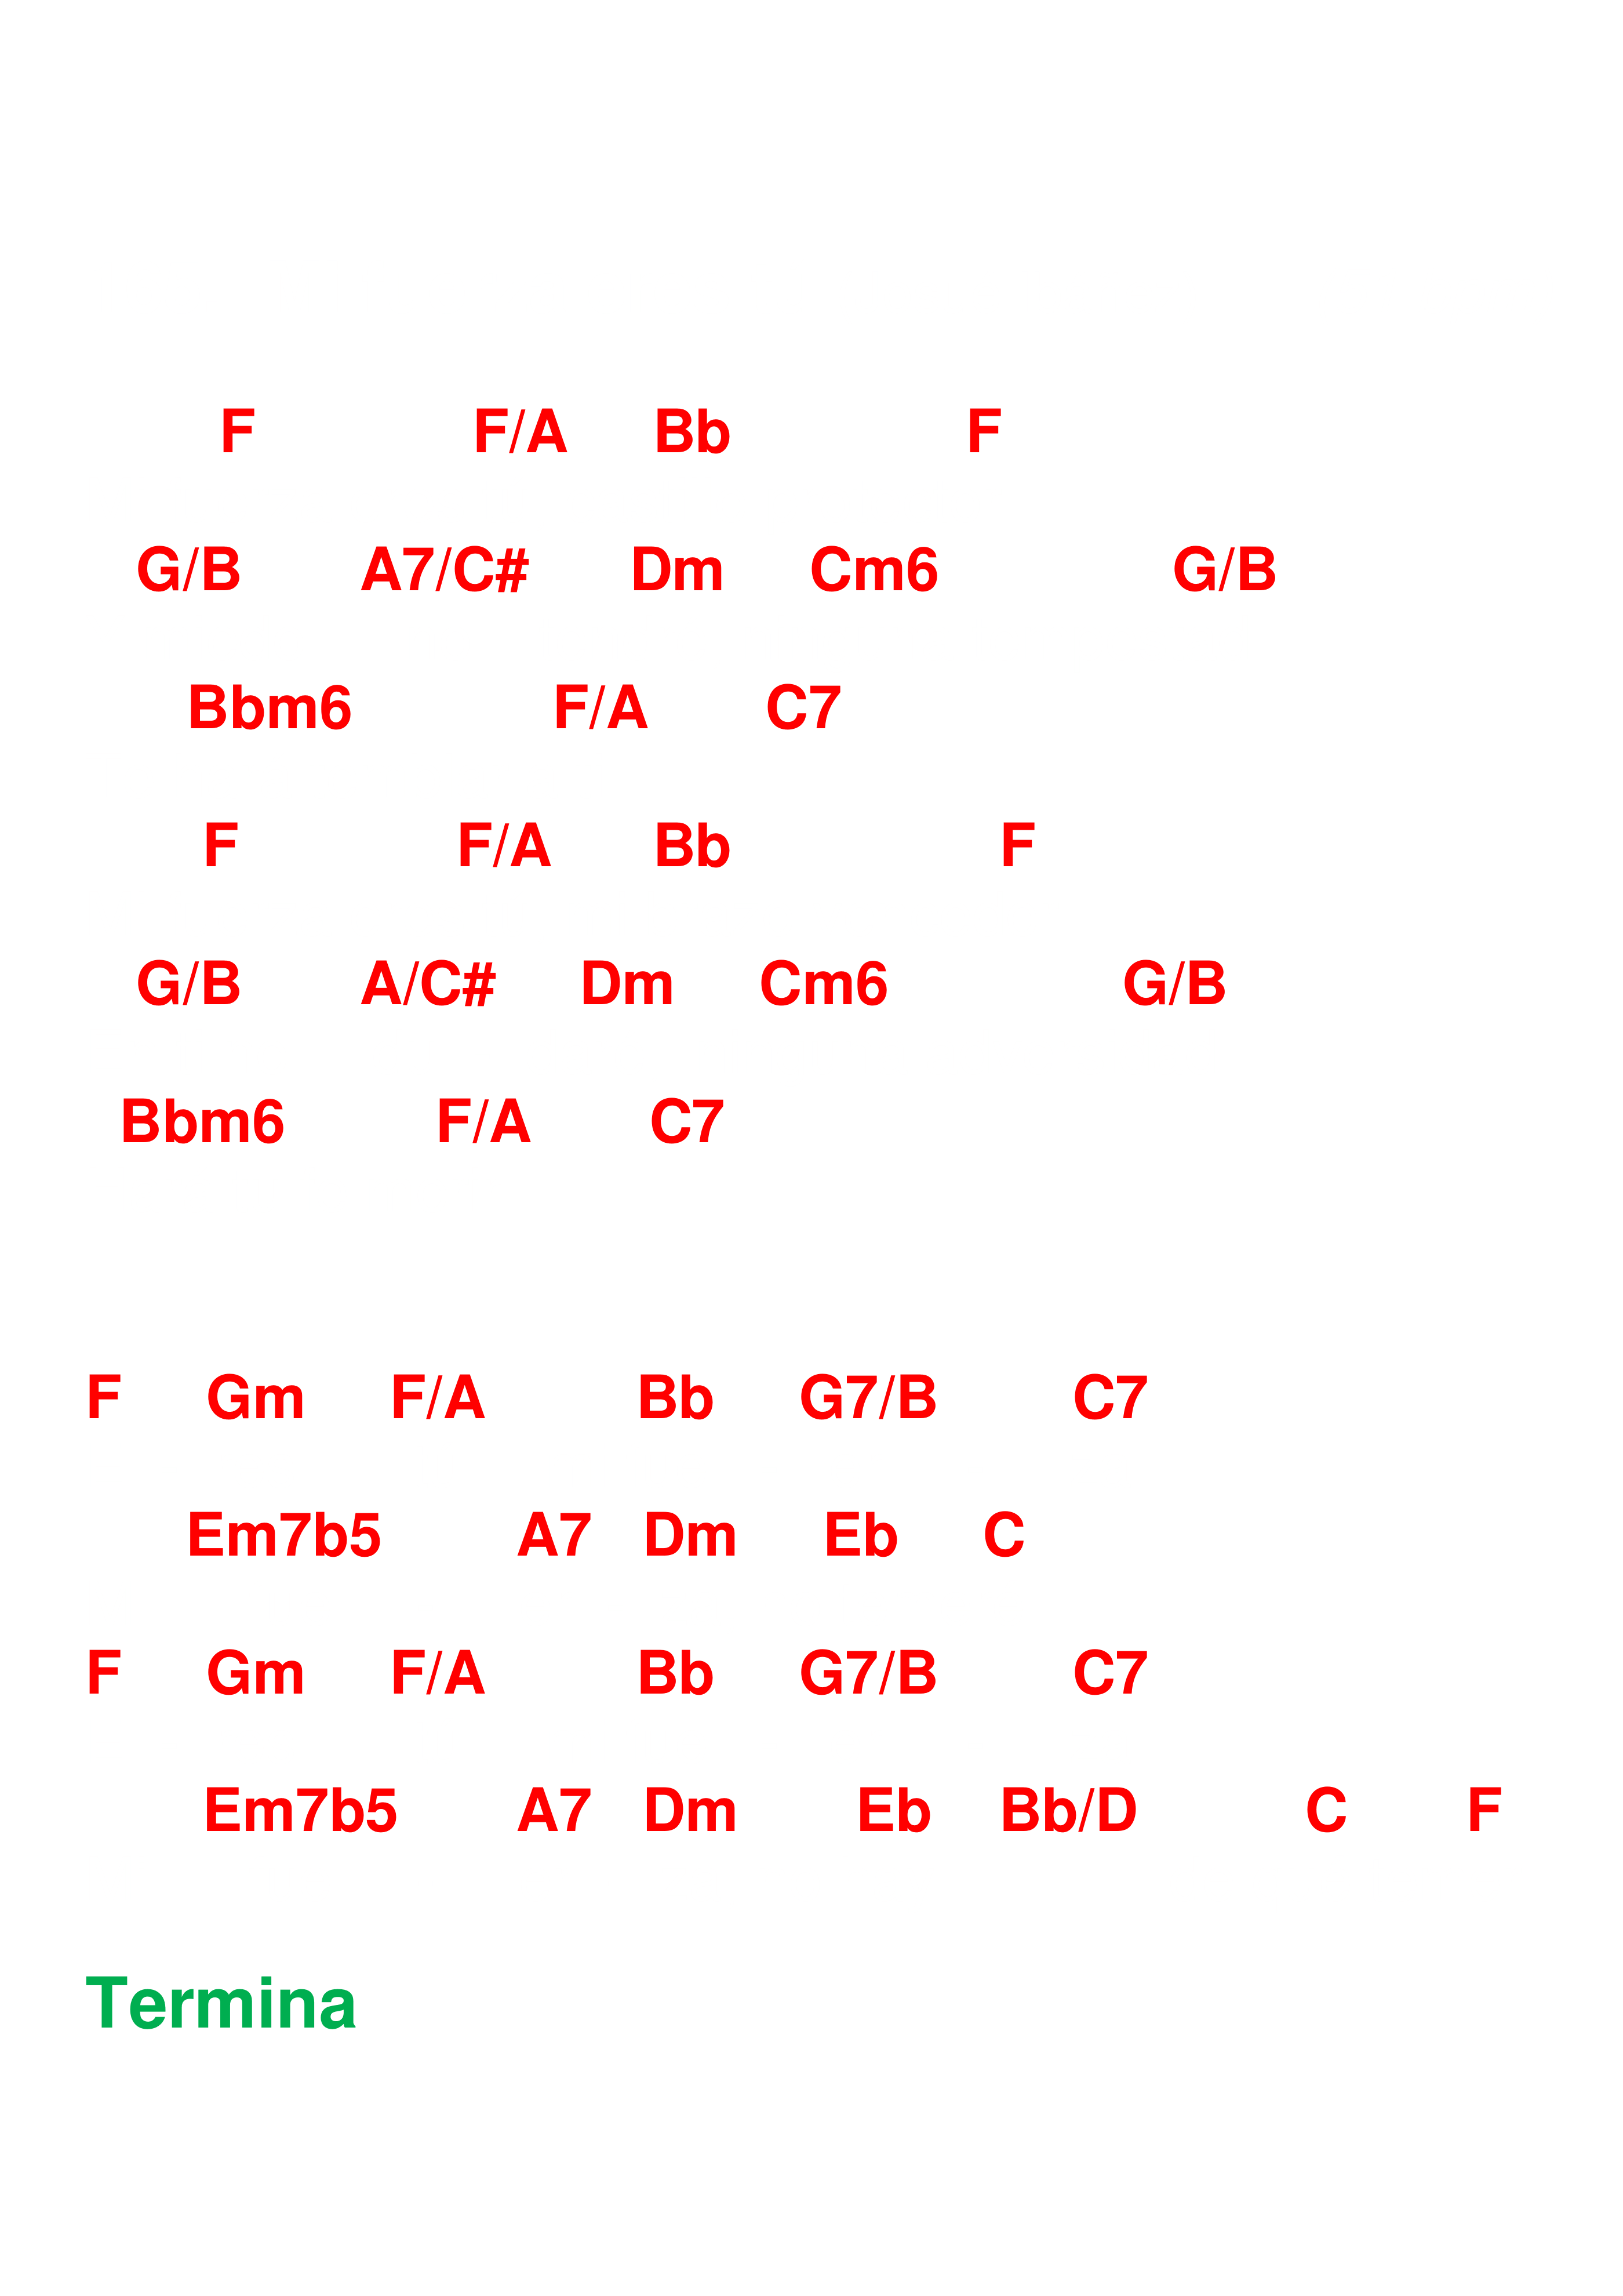 F F/A Bb F
G/B A7/C# Dm Cm6 G/B
Bbm6 F/A C7
F F/A Bb F
G/B A/C# Dm Cm6 G/B
Bbm6 F/A C7
F Gm F/A Bb G7/B C7
Em7b5 A7 Dm Eb C
F Gm F/A Bb G7/B C7
Em7b5 A7 Dm Eb Bb/D C F
Termina